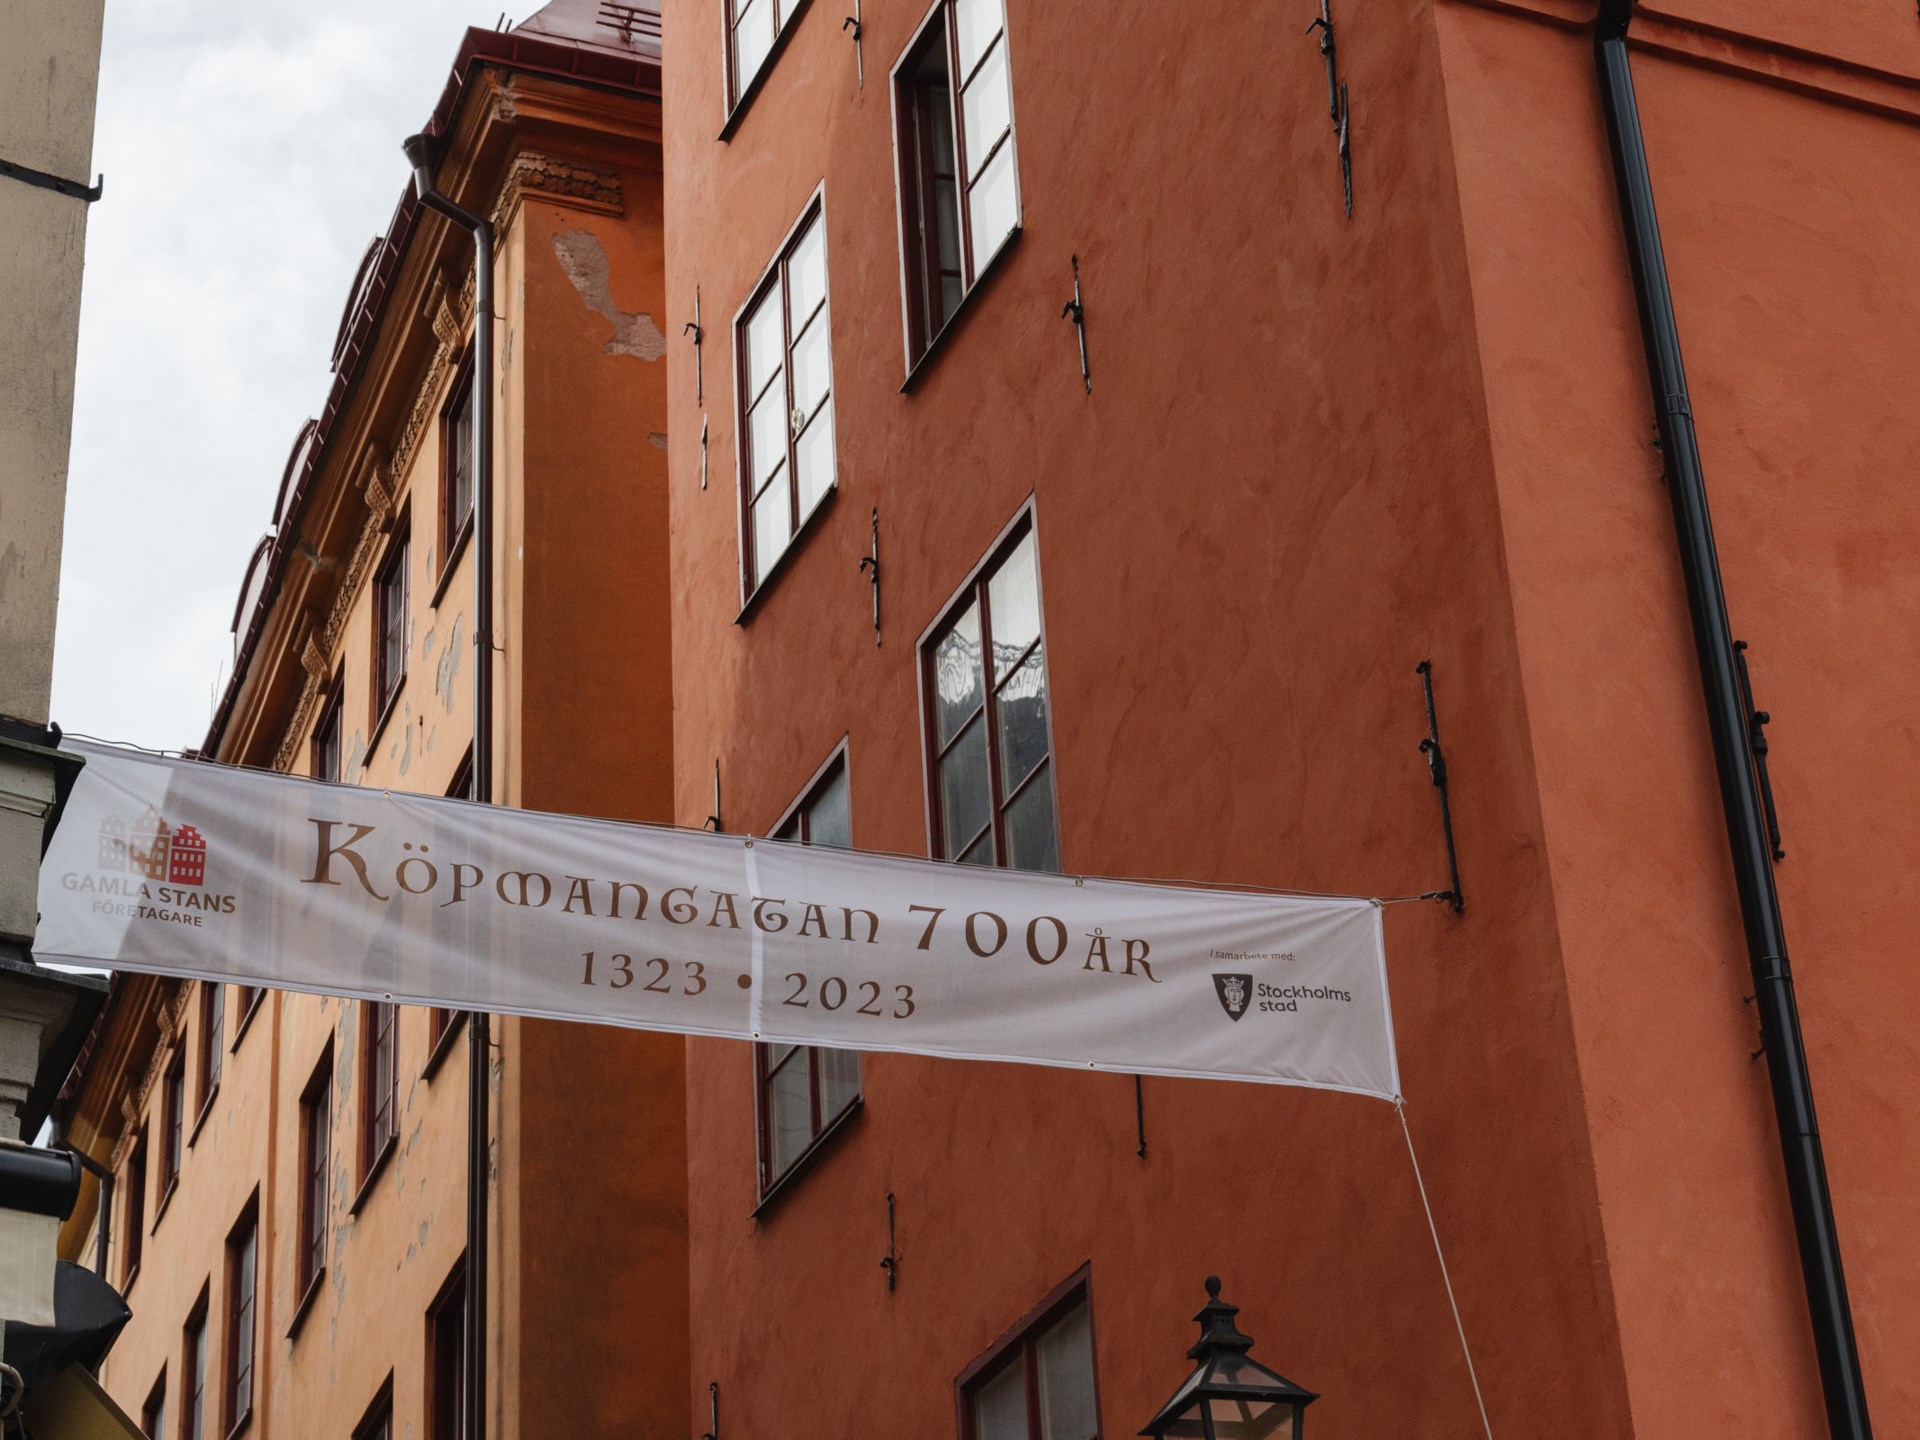 GAMLA STANS
FÖRETAGARE
KÖPMANGATAN 700 ÅR
1323 • 2023
I samarbete med:
Stockholms
stad